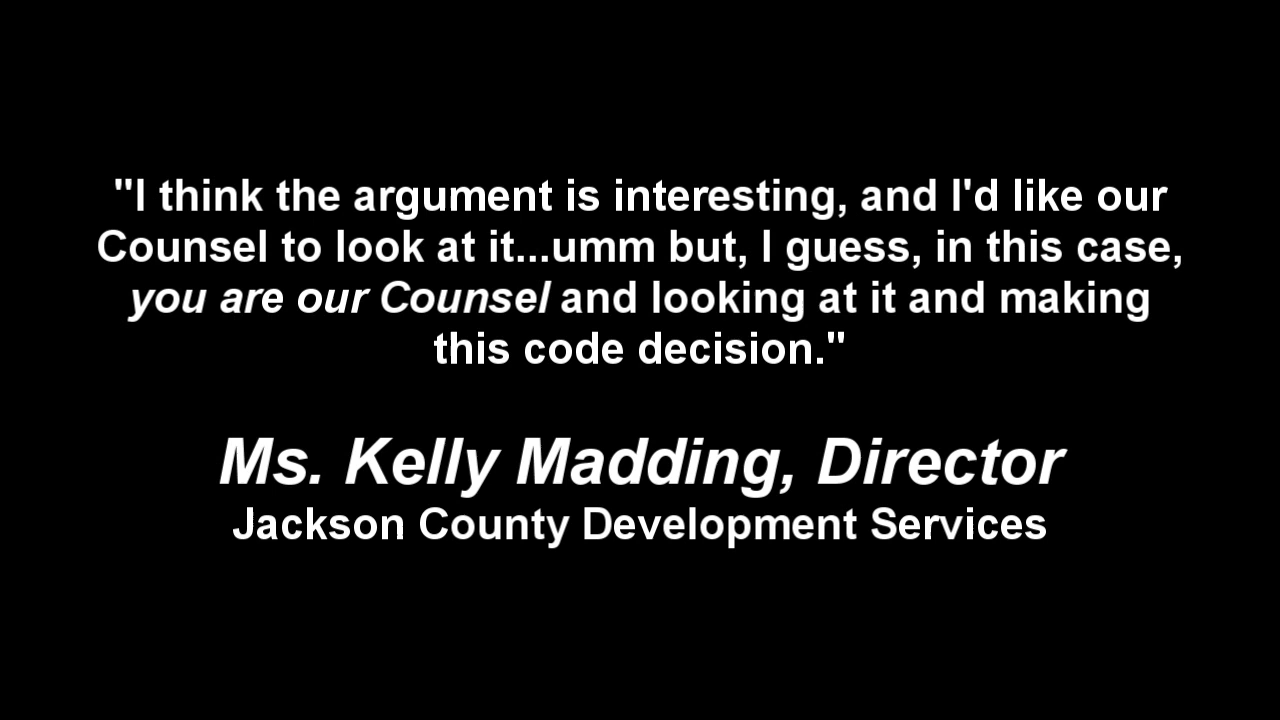 "I think the argument is interesting, and I'd like our
Counsel to look at it...umm but, I guess, in this case,
you are our Counsel and looking at it and making
this code decision."
Ms. Kelly Madding, Director
Jackson County Development Services